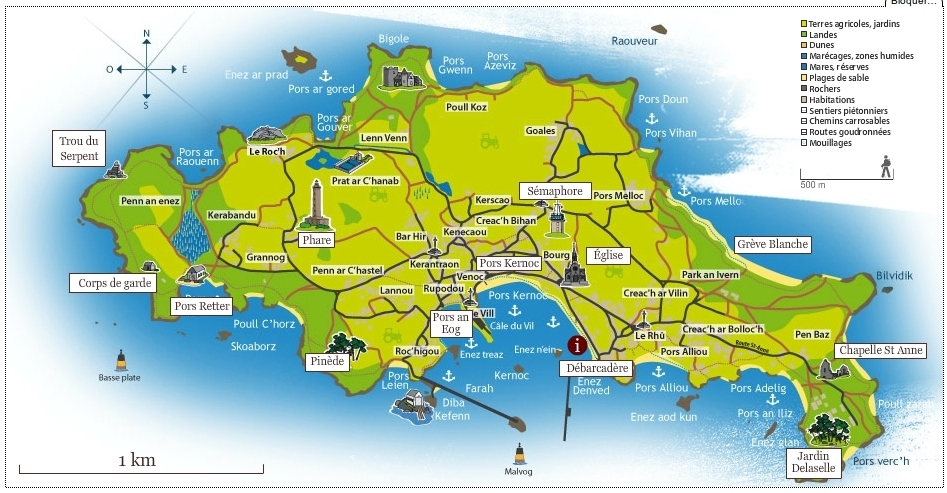 Bloquer...
N
O
E
S
Bigole
Raouveur
Terres agricoles, jardins
Landes
Dunes
Marécages, zones humides
Mares, réserves
Plages de sable
Rochers
Habitations
Sentiers piétonniers
Chemins carrosables
Routes goudronnées
Mouillages
500 m
Enez ar prad
Pors ar gored
Pors
Gwenn
Pors
Azeviz
Pors Doun
Pors Vihan
Poull Koz
Goales
Pors ar
Gouver
Lenn Venn
Le Roc'h
Trou du
Serpent
Pors ar
Raouenn
Prat ar C'hanab
Penn an enez
Kerabandu
Phare
Grannog
Sémaphore
Pors Melloc
Pors Mello
Kerscao
Creac'h Bihan
Kenecaou
Bar Hir
Kerantraon
Bourg
Église
Grève Blanche
Pors Kernoc
Venoc
Penn ar C'hastel
Corps de garde
Pors Retter
Lannou
Rupodou
Park an Ivern
Bilvidik
Creac'h ar Vilin
Pors Kernoc
Pors an
Eog
e Vill
Cale du Vil
Poull C'horz
Skoaborz
Basse plate
Pinède
Roc'higou
Enez treaz
Enez n'ein
i
Le Rhû
Creac'h ar Bolloc'h
Route St-Anne
Pen Baz
Pors Alliou
Chapelle St Anne
Débarcadère
Enez
Denved
Pors
Leien
Kernoc
Farah
Diba
Kefenn
Pors Alliou
Enez aod kun
Pors Adelig
Pors an Iliz
Enez glan
Malvog
Jardin
Delaselle
Pors verc'h
1 km